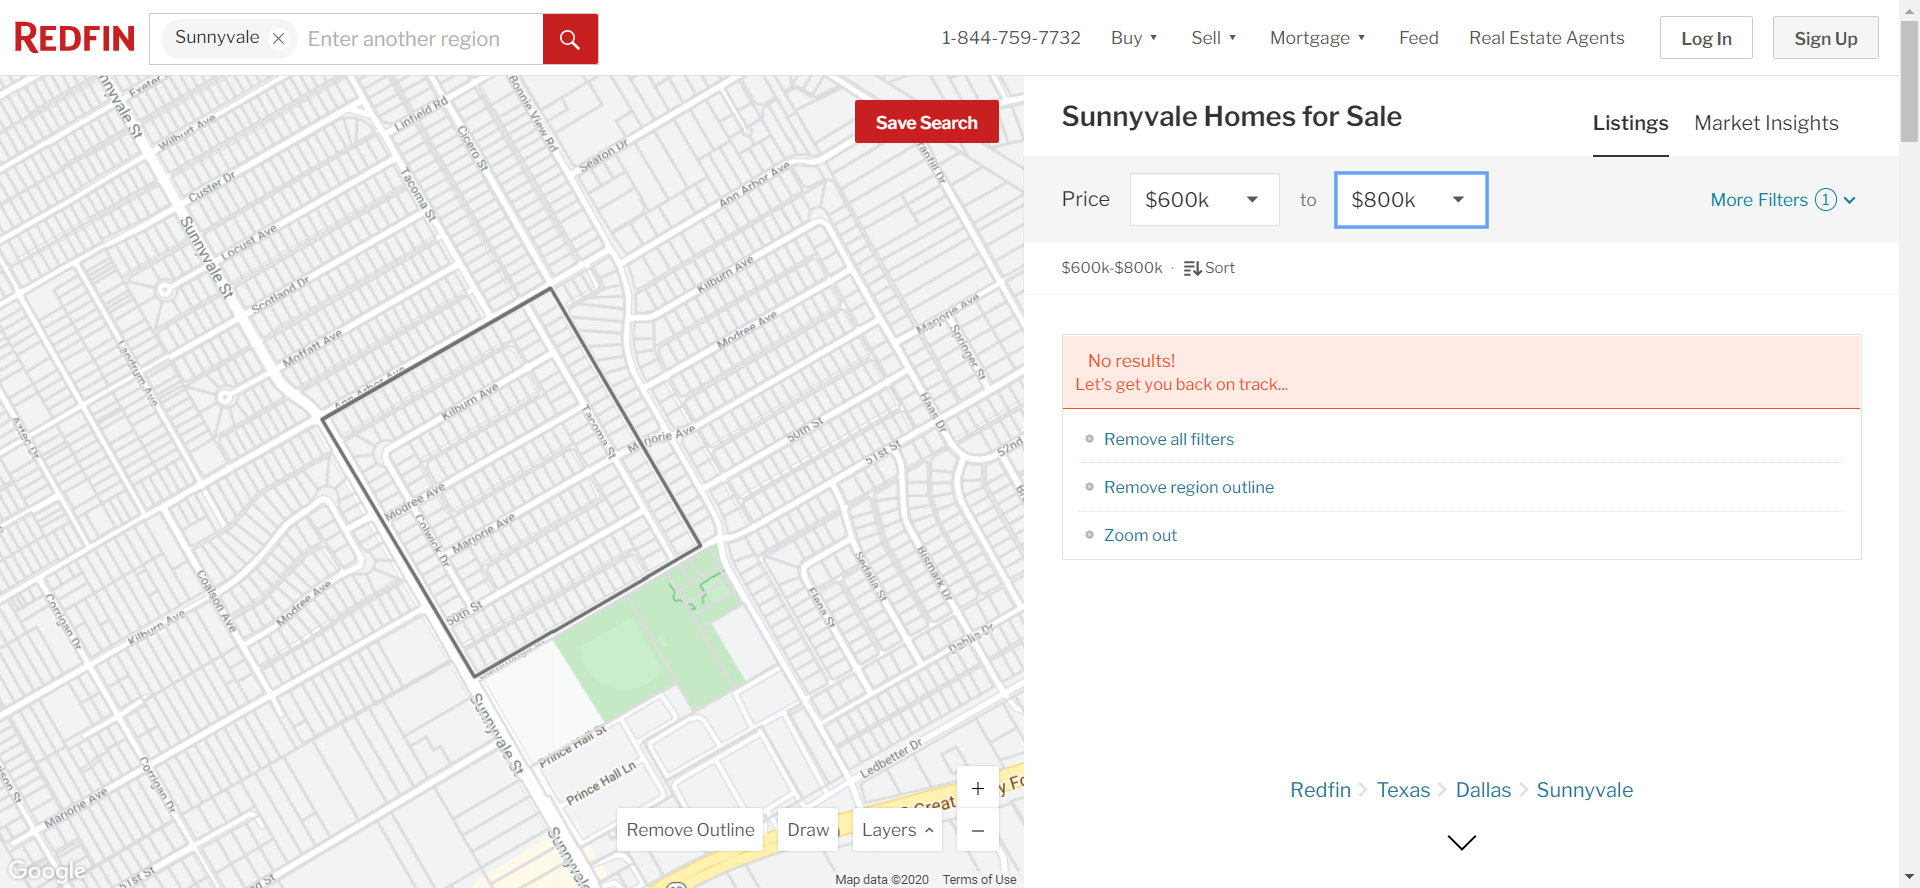 REDFIN
Sunnyvale
Enter another region
1-844-759-7732
Buy
Sell
Mortgage
Feed
Real Estate Agents
Log In
Sign Up
Save Search
Sunnyvale Homes for Sale
Listings
Market Insights
Price
$600k
to
$800k
More Filters 1
$600k-$800k · Sort
No results!
Let's get you back on track...
Remove all filters
Remove region outline
Zoom out
Redfin
Texas
Dallas
Sunnyvale
Wilburt Ave
Linfield Rd
Bonnie View Rd
Cicero St
Seaton Dr
Custer Dr
Tacoma St
Ann Arbor Ave
Sunnyvale St
Locust Ave
Scotland Dr
Kilburn Ave
Moffatt Ave
Modree Ave
Marjorie Ave
Springer St
Landrum Ave
Ann Arbor Ave
Kilburn Ave
Tacoma St
Marjorie Ave
50th St
51st St
Haas Dr
52nd
Aztec Dr
Modree Ave
Colwick Dr
Marjorie Ave
50th St
Bismark Dr
Sedalia St
Elena St
Dahlia Dr
Coalson Ave
Modree Ave
Kilburn Ave
Corrigan Dr
Sunnyvale St
Prince Hall St
Prince Hall Ln
Ledbetter Dr
Corrigan Dr
Marjorie Ave
51st St
Sunnyvale
Great
+
−
Remove Outline
Draw
Layers
Google
Map data ©2020
Terms of Use